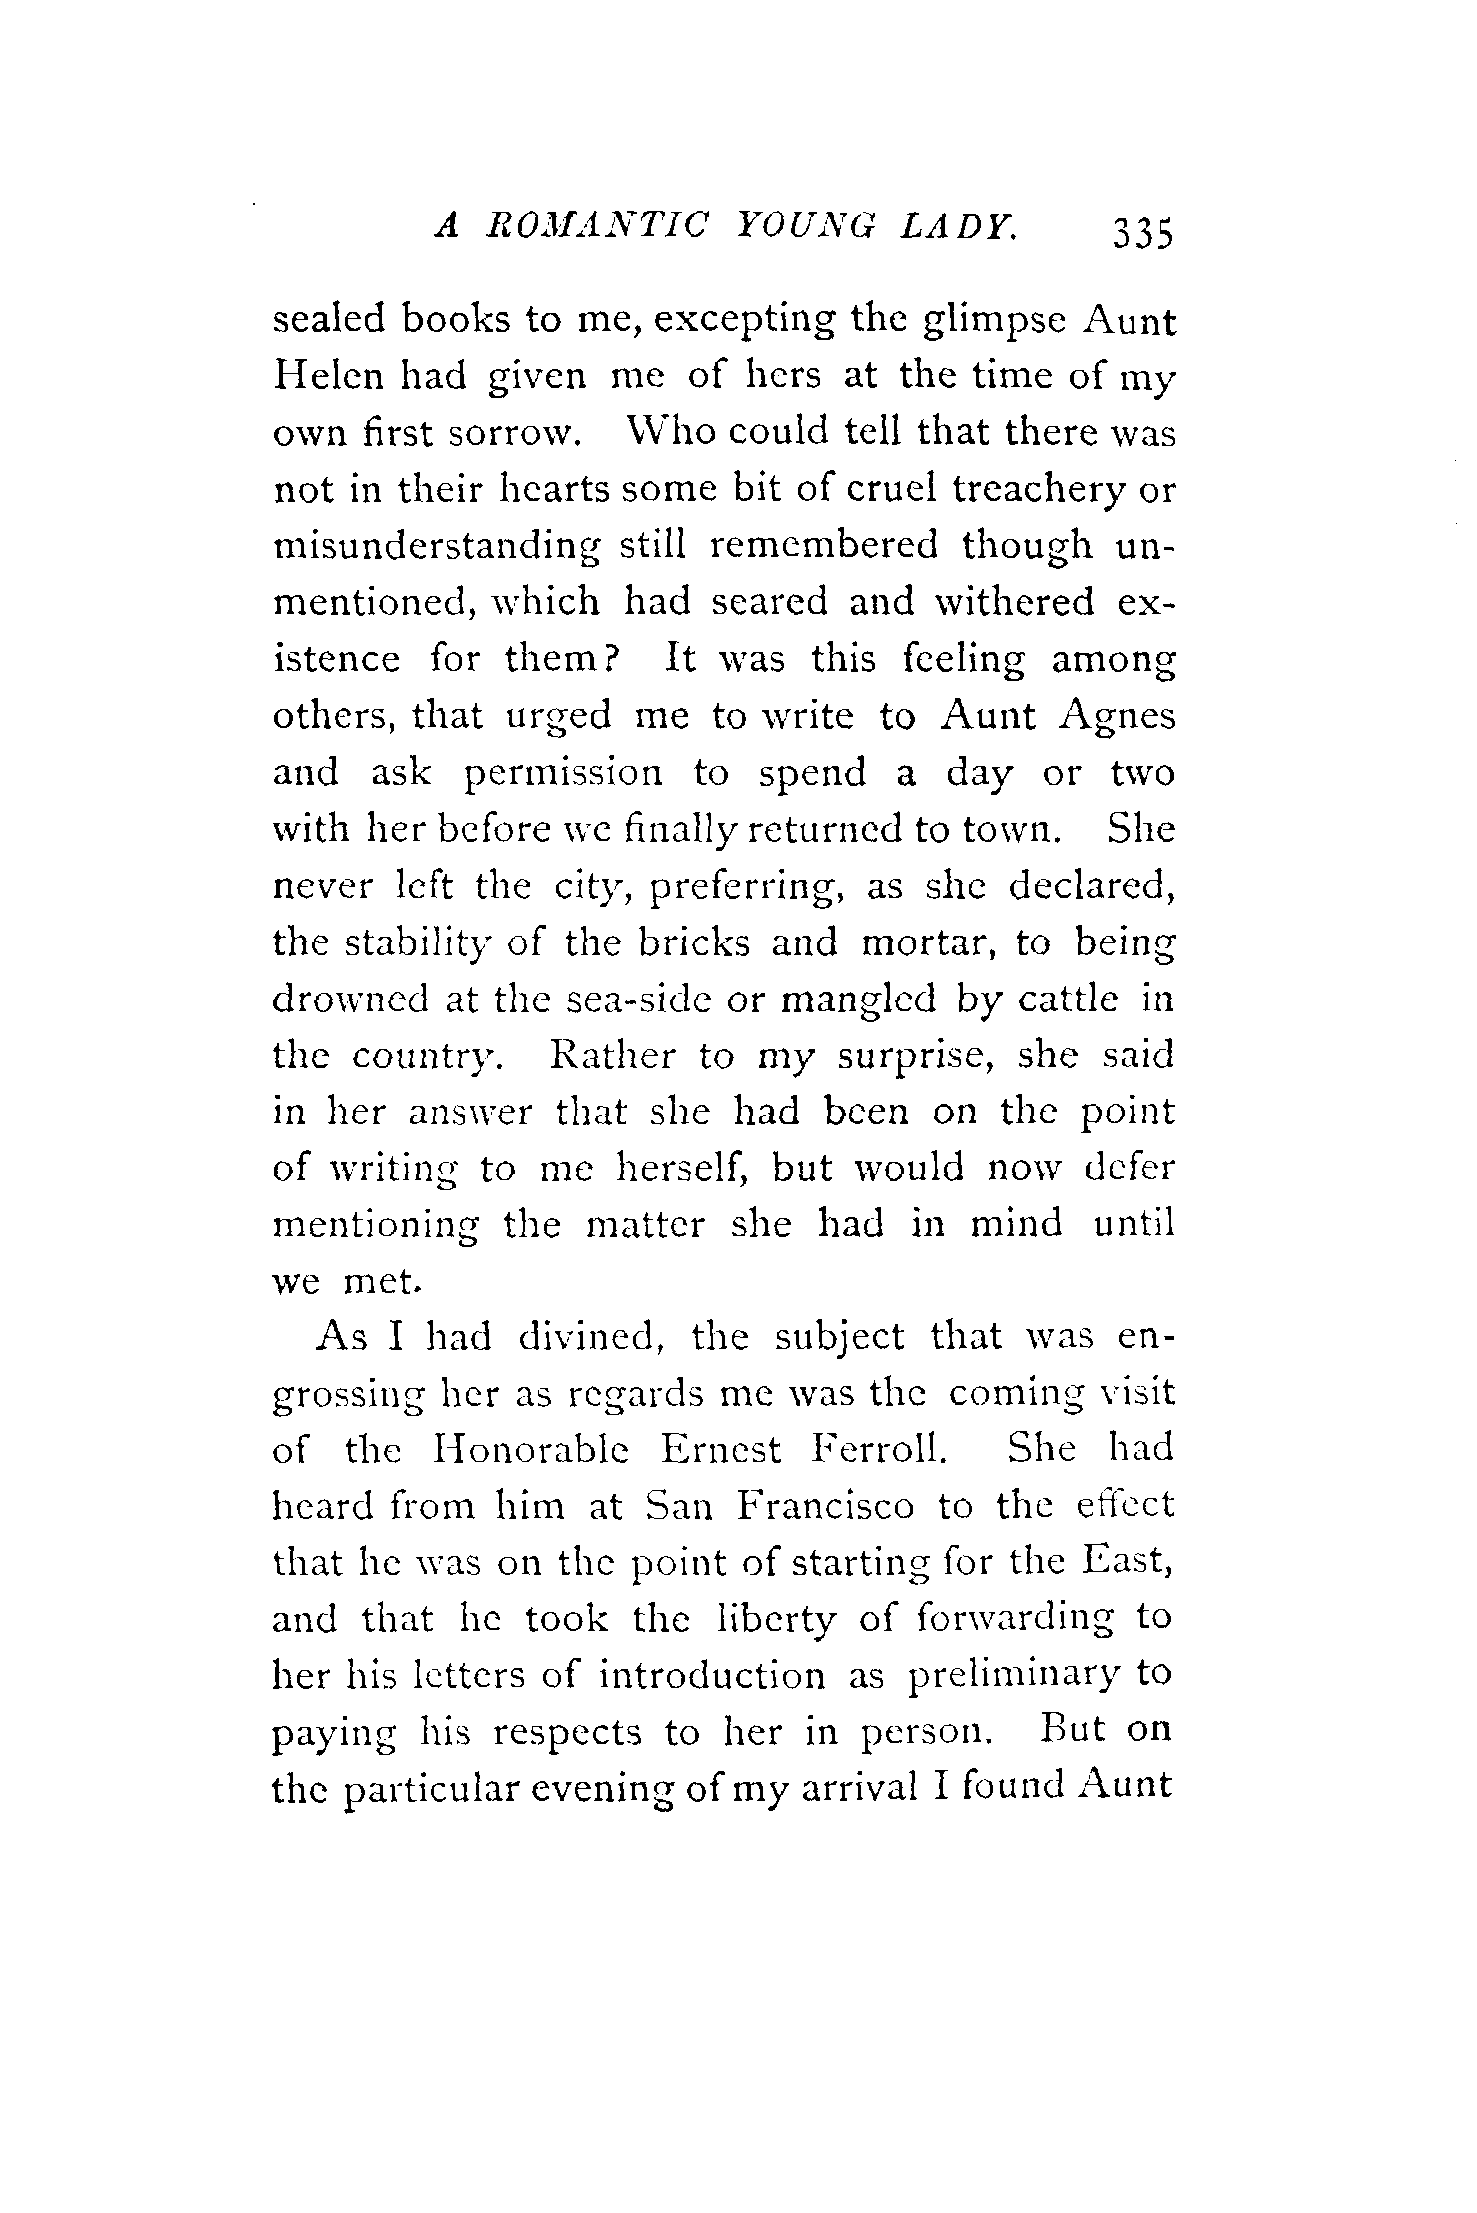 A ROMANTIC YOUNG LADY. 335
sealed books to me, excepting the glimpse Aunt
Helen had given me of hers at the time of my
own first sorrow. Who could tell that there was
not in their hearts some bit of cruel treachery or
misunderstanding still remembered though un-
mentioned, which had seared and withered ex-
istence for them? It was this feeling among
others, that urged me to write to Aunt Agnes
and ask permission to spend a day or two
with her before we finally returned to town. She
never left the city, preferring, as she declared,
the stability of the bricks and mortar, to being
drowned at the sea-side or mangled by cattle in
the country. Rather to my surprise, she said
in her answer that she had been on the point
of writing to me herself, but would now defer
mentioning the matter she had in mind until
we met.
As I had divined, the subject that was en-
grossing her as regards me was the coming visit
of the Honorable Ernest Ferroll. She had
heard from him at San Francisco to the effect
that he was on the point of starting for the East,
and that he took the liberty of forwarding to
her his letters of introduction as preliminary to
paying his respects to her in person. But on
the particular evening of my arrival I found Aunt